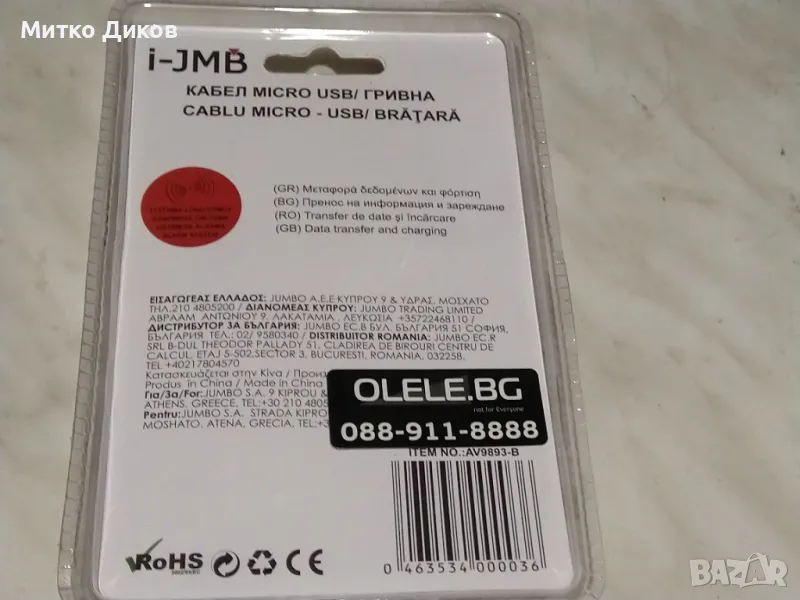 Митко Диков
i-JMB
КАБЕЛ MICRO USB/ ГРИВНА
CABLU MICRO - USB/ BRĂŢARĂ
(GR) Μεταφορά δεδομένων και φόρτιση
(BG) Пренос на информация и зареждане
(RO) Transfer de date şi încărcare
(GB) Data transfer and charging
ΕΙΣΑΓΩΓΕΑΣ ΕΛΛΑΔΟΣ: JUMBO A.E.E ΚΥΠΡΟΥ 9 & ΥΔΡΑΣ, ΜΟΣΧΑΤΟ
ΤΗΛ.210 4805200 / ΔΙΑΝΟΜΕΑΣ ΚΥΠΡΟΥ: JUMBO TRADING LIMITED
ΑΒΡΑΑΜ ΑΝΤΩΝΙΟΥ 9, ΛΑΚΑΤΑΜΙΑ , ΛΕΥΚΩΣΙΑ +35722468110 /
ДИСТРИБУТОР ЗА БЪЛГАРИЯ: JUMBO EC.B БУЛ. БЪЛГАРИЯ 51 СОФИЯ,
БЪЛГАРИЯ ТЕЛ.: 02/ 9580340 / DISTRIBUITOR ROMANIA: JUMBO EC.R
SRL B-DUL THEODOR PALLADY 51, CLADIREA DE BIROURI CENTRU DE
CALCUL, ETAJ 5-502,SECTOR 3, BUCURESTI, ROMANIA, 032258,
TEL +40217804570
Κατασκευάζεται στην Κίνα / Произ
Produs în China / Made in China
Για/За/For:JUMBO S.A. 9 KIPROU &
ATHENS, GREECE, TEL:+30 210 4805
Pentru:JUMBO S.A. STRADA KIPRO
MOSHATO, ATENA, GRECIA, TEL:+3
OLELE.BG
not for Everyone
088-911-8888
ITEM NO.:AV9893-B
RoHS
CE
0 463534 000036
BAZAR